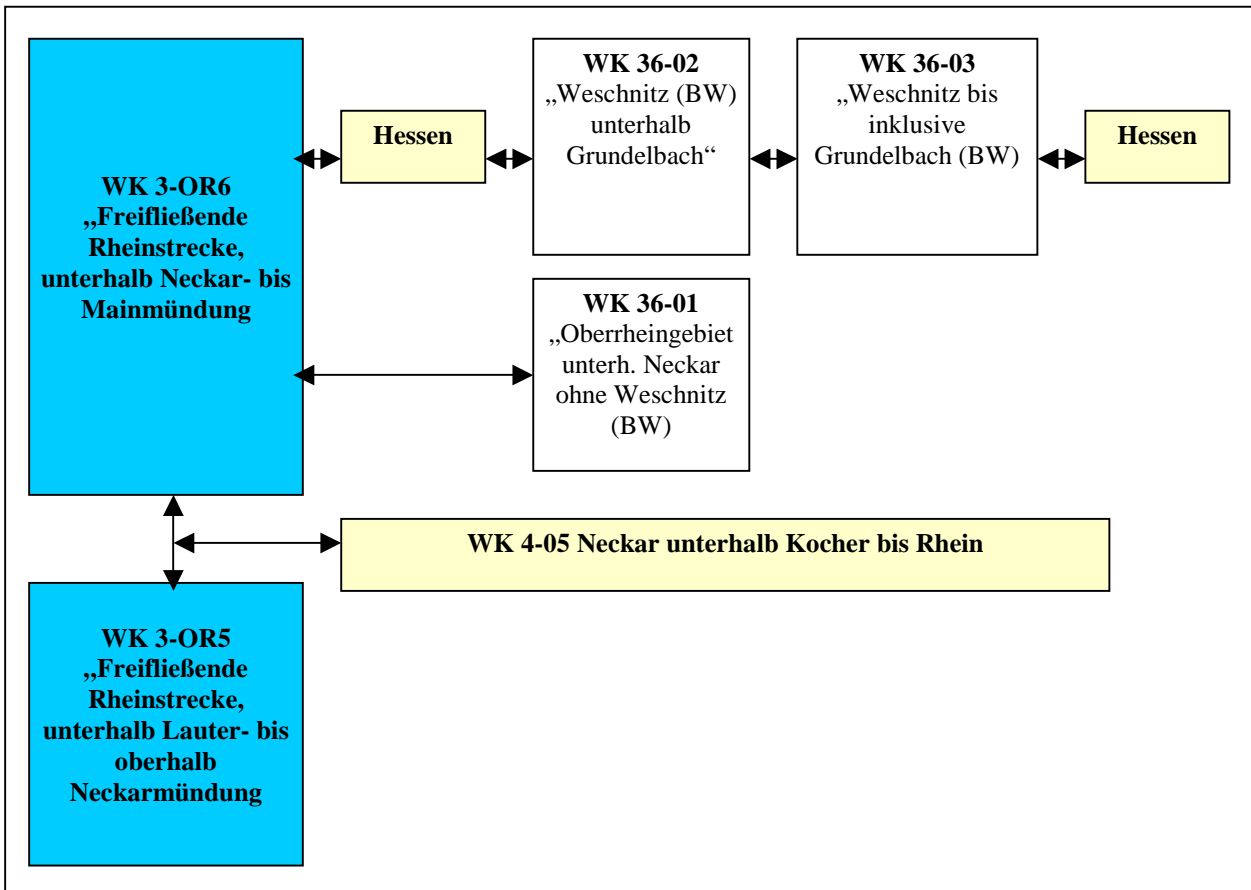 WK 3-OR6
„Freifließende
Rheinstrecke,
unterhalb Neckar- bis
Mainmündung
Hessen
WK 36-02
„Weschnitz (BW)
unterhalb
Grundelbach“
WK 36-03
„Weschnitz bis
inklusive
Grundelbach (BW)
Hessen
WK 36-01
„Oberrheingebiet
unterh. Neckar
ohne Weschnitz
(BW)
WK 4-05 Neckar unterhalb Kocher bis Rhein
WK 3-OR5
„Freifließende
Rheinstrecke,
unterhalb Lauter- bis
oberhalb
Neckarmündung